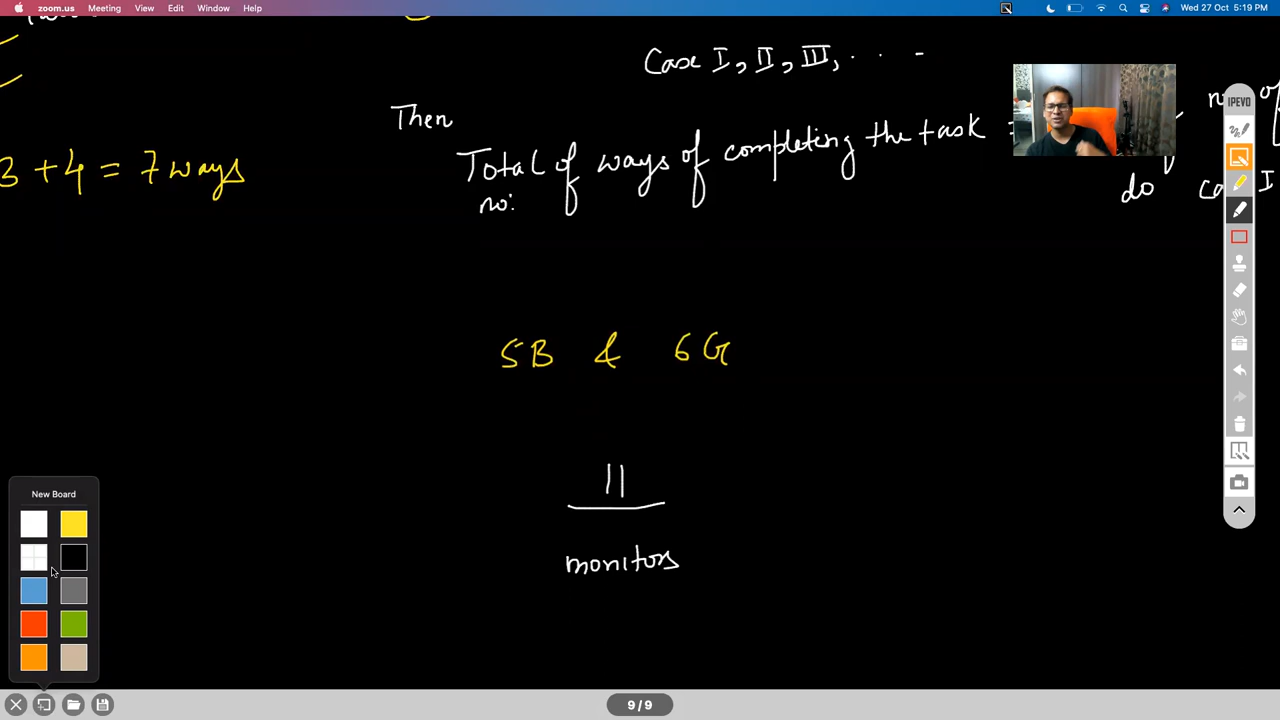 zoom.us Meeting View Edit Window Help Wed 27 Oct 5:19 PM
Case I, II, III, . . . -
Then
Total of ways of completing the task
no:
do
3 + 4 = 7 ways
5B & 6G
11
monitors
IPEVO
New Board
9 / 9